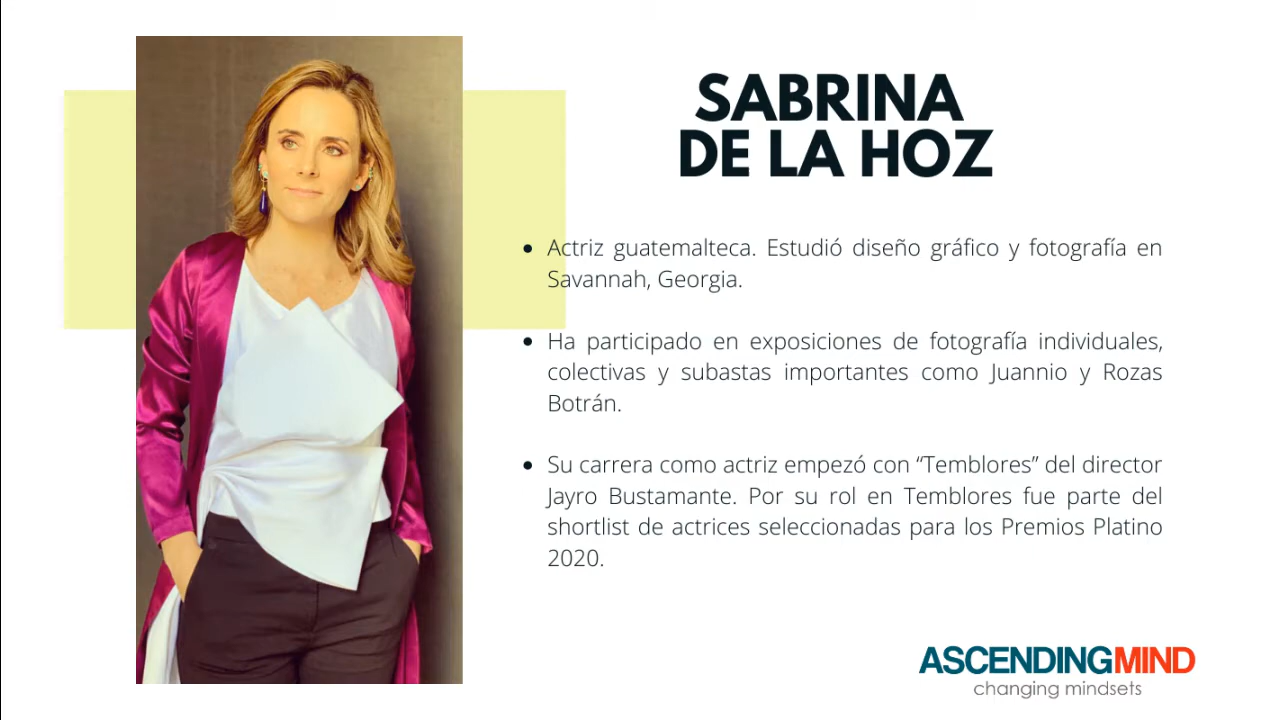 SABRINA
DE LA HOZ
• Actriz guatemalteca. Estudió diseño gráfico y fotografía en
Savannah, Georgia.
• Ha participado en exposiciones de fotografía individuales,
colectivas y subastas importantes como Juannio y Rozas
Botrán.
• Su carrera como actriz empezó con “Temblores” del director
Jayro Bustamante. Por su rol en Temblores fue parte del
shortlist de actrices seleccionadas para los Premios Platino
2020.
ASCENDINGMIND
changing mindsets